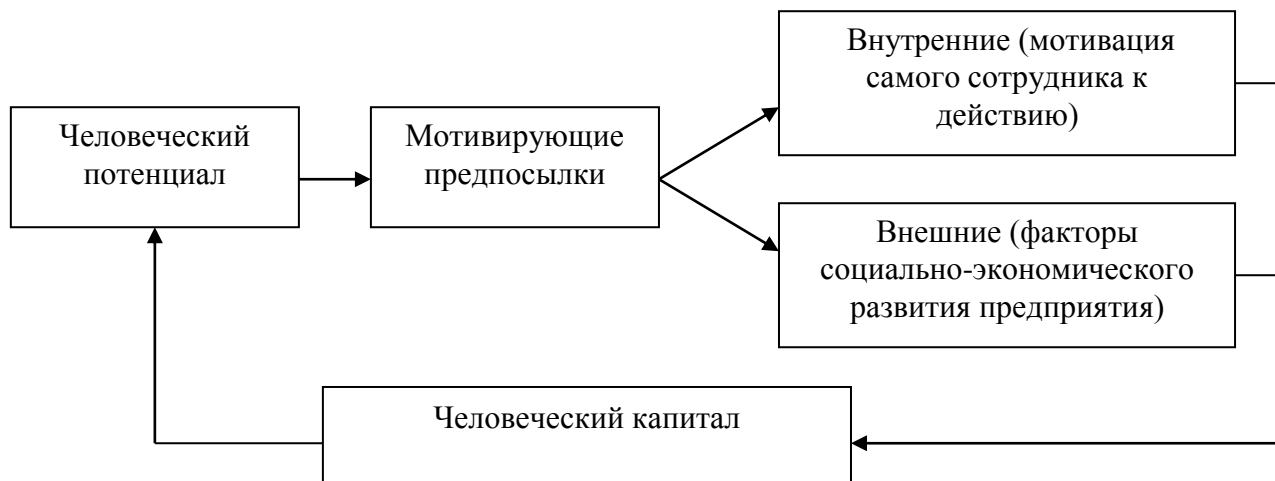 Внутренние (мотивация
самого сотрудника к
действию)
Человеческий
потенциал
Мотивирующие
предпосылки
Внешние (факторы
социально-экономического
развития предприятия)
Человеческий капитал